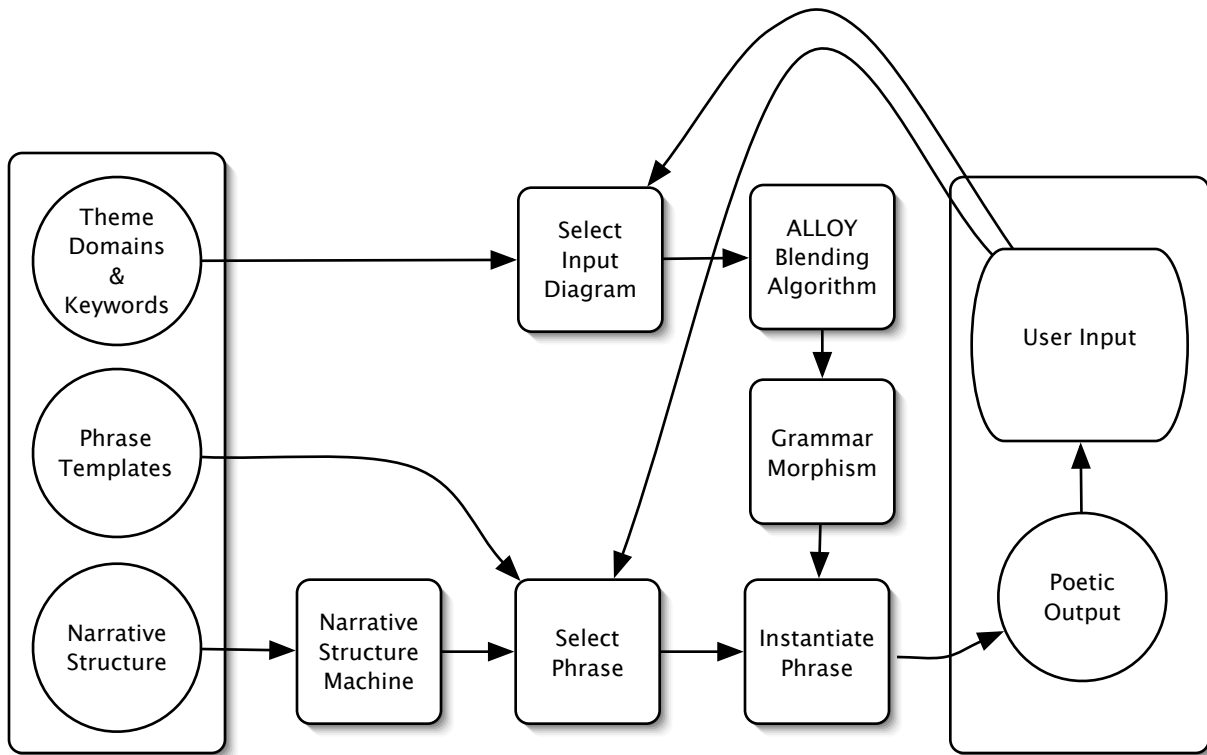 Theme
Domains
&
Keywords
Phrase
Templates
Narrative
Structure
Narrative
Structure
Machine
Select
Input
Diagram
Select
Phrase
ALLOY
Blending
Algorithm
Grammar
Morphism
Instantiate
Phrase
User Input
Poetic
Output